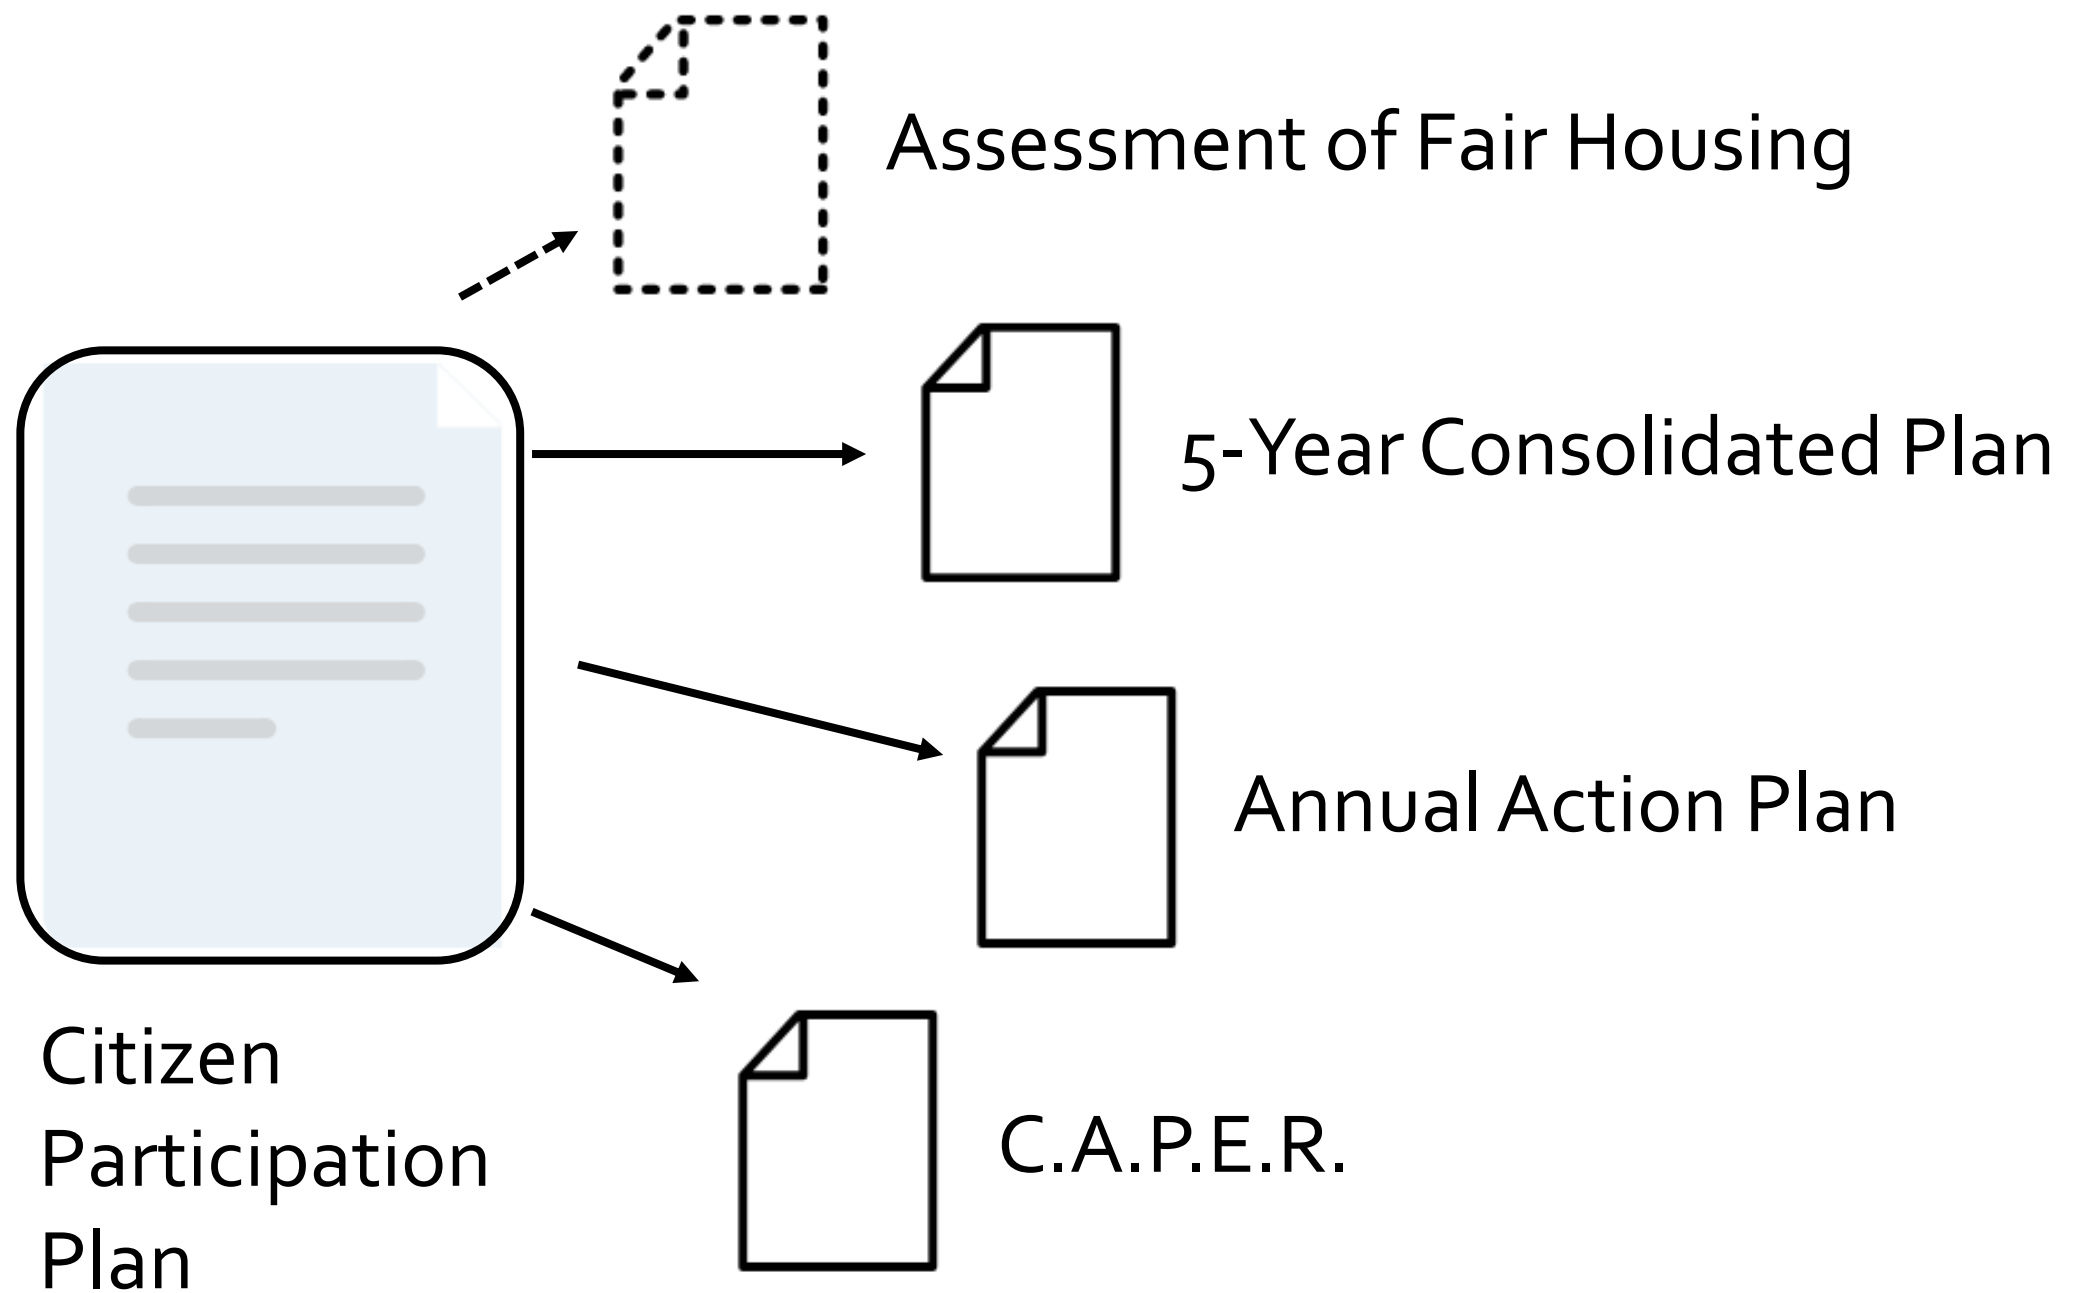 Assessment of Fair Housing
5-Year Consolidated Plan
Annual Action Plan
C.A.P.E.R.
Citizen
Participation
Plan